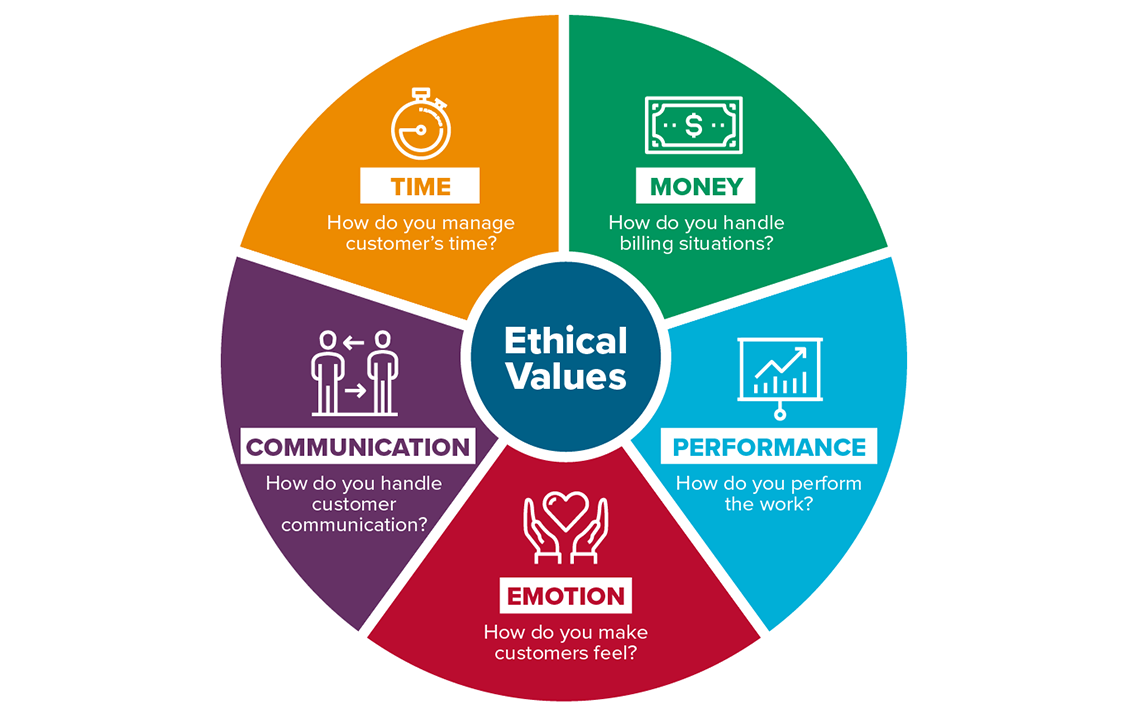 TIME
How do you manage
customer's time?
$
MONEY
How do you handle
billing situations?
Ethical
Values
COMMUNICATION
How do you handle
customer
communication?
PERFORMANCE
How do you perform
the work?
EMOTION
How do you make
customers feel?